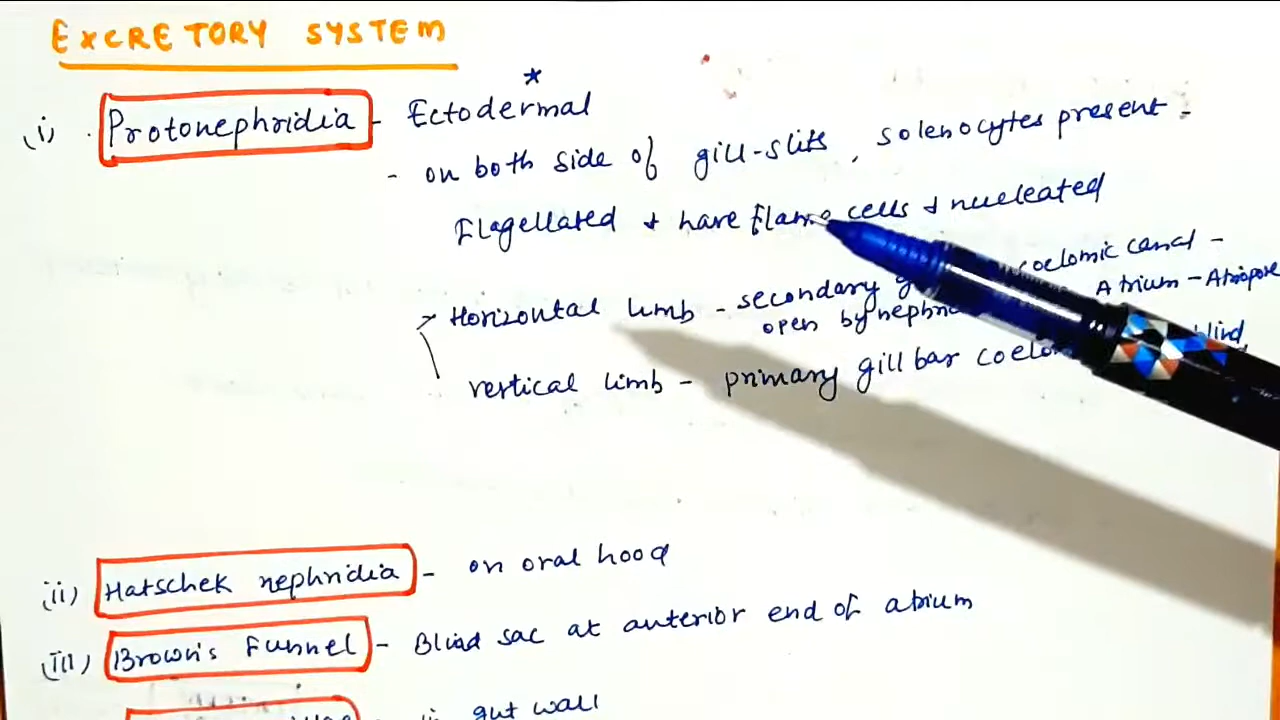 EXCRETORY SYSTEM
(i) Protonephridia - Ectodermal *
- on both side of gill-slits, solenocytes present -
Flagellated + have flame cells + nucleated
Horizontal limb - secondary coelomic canal -
open by Atrium - Atriopore
vertical limb - primary gill bar
(ii) Hatschek nephridia - on oral hood
(iii) Brown's Funnel - Blind sac at anterior end of atrium
gut wall